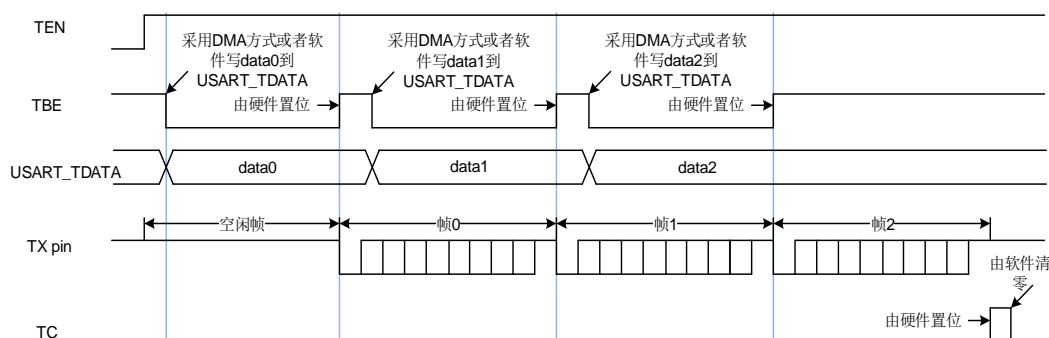 TEN
采用DMA方式或者软
件写data0到
USART_TDATA
采用DMA方式或者软
件写data1到
USART_TDATA
采用DMA方式或者软
件写data2到
USART_TDATA
TBE
由硬件置位
由硬件置位
由硬件置位
USART_TDATA
data0
data1
data2
空闲帧
帧0
帧1
帧2
TX pin
由软件清
零
由硬件置位
TC